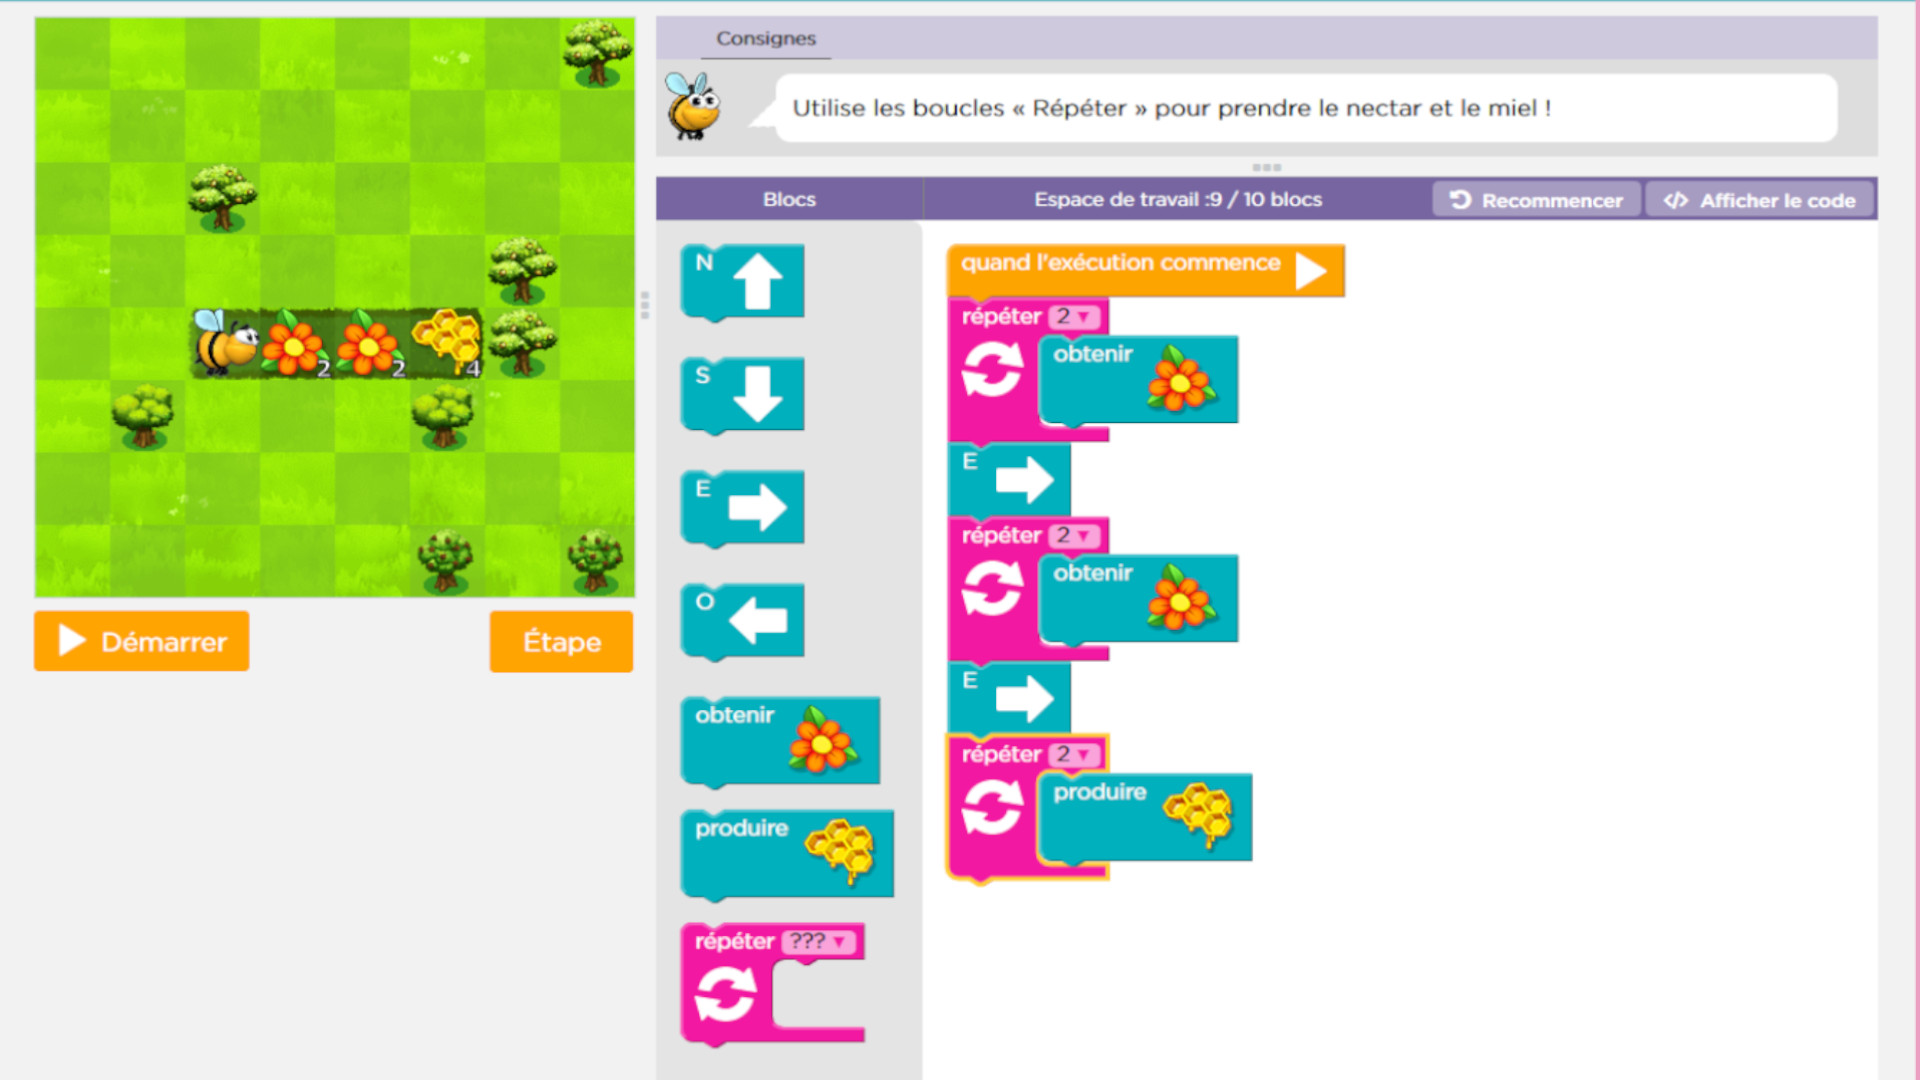 Consignes
Utilise les boucles « Répéter » pour prendre le nectar et le miel !
Blocs
Espace de travail :9 / 10 blocs
Recommencer
</> Afficher le code
2
2
4
Démarrer
Étape
N
S
E
O
obtenir
produire
répéter ???
quand l'exécution commence
répéter 2
obtenir
E
répéter 2
obtenir
E
répéter 2
produire